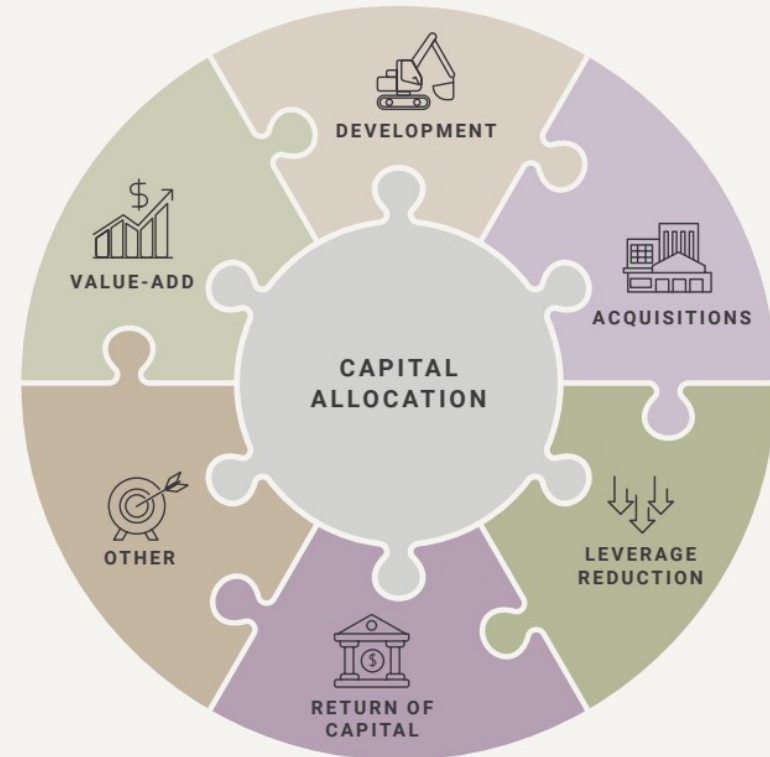 DEVELOPMENT
VALUE-ADD
ACQUISITIONS
CAPITAL
ALLOCATION
OTHER
LEVERAGE
REDUCTION
RETURN OF
CAPITAL
$
$